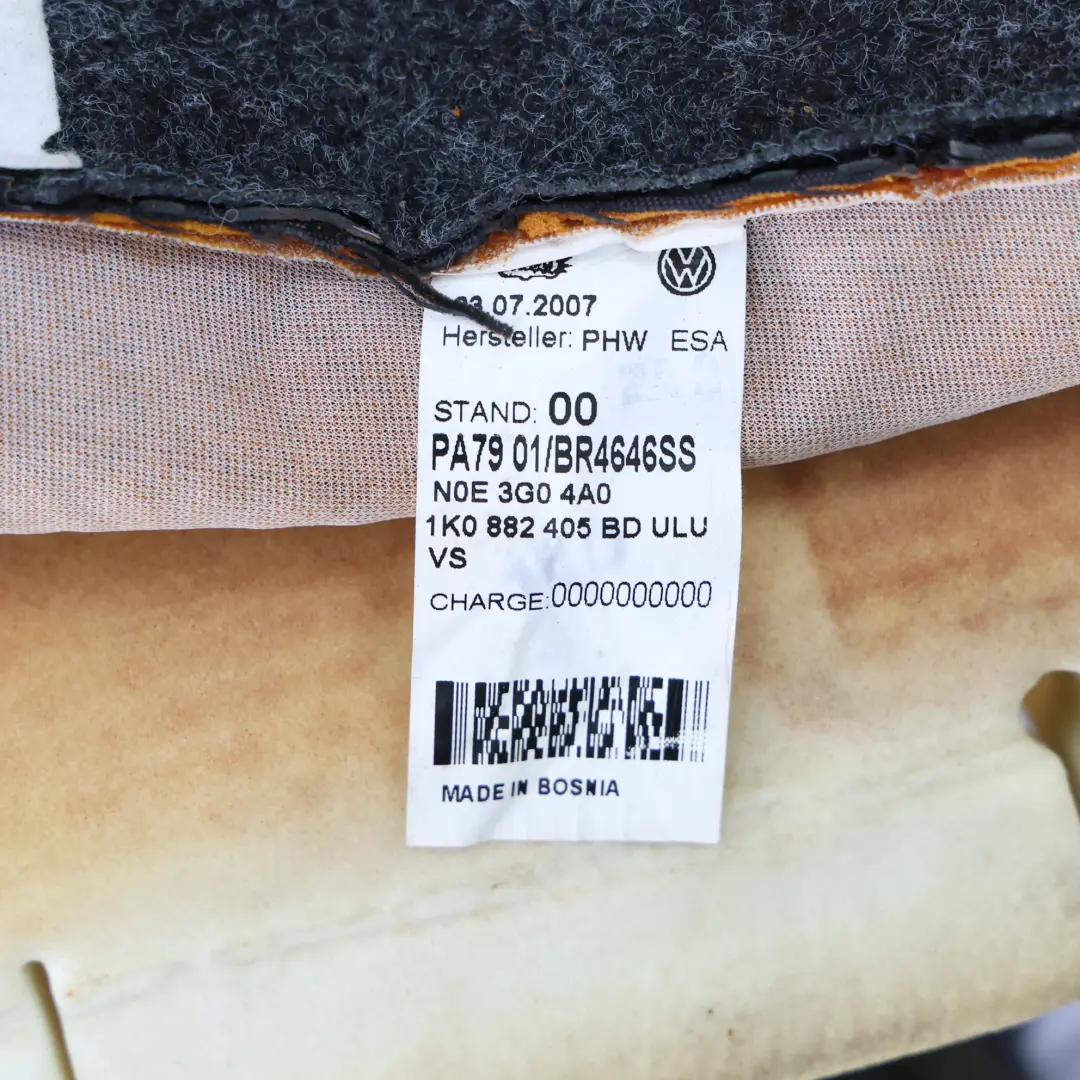 VW
03.07.2007
Hersteller: PHW ESA
STAND: 00
PA79 01/BR4646SS
N0E 3G0 4A0
1K0 882 405 BD ULU
VS
CHARGE:0000000000
MADE IN BOSNIA